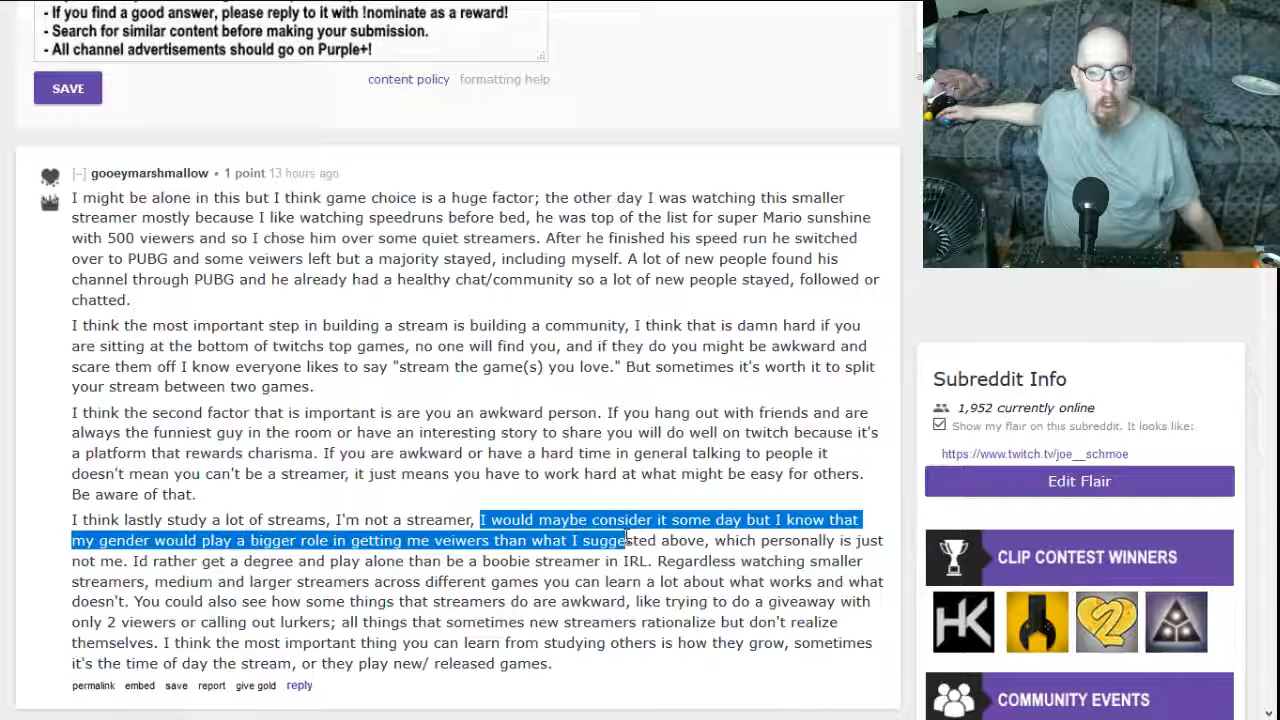 - If you find a good answer, please reply to it with !nominate as a reward!
- Search for similar content before making your submission.
- All channel advertisements should go on Purple+!
SAVE
content policy
formatting help
[–] gooeymarshmallow • 1 point 13 hours ago
I might be alone in this but I think game choice is a huge factor; the other day I was watching this smaller
streamer mostly because I like watching speedruns before bed, he was top of the list for super Mario sunshine
with 500 viewers and so I chose him over some quiet streamers. After he finished his speed run he switched
over to PUBG and some veiwers left but a majority stayed, including myself. A lot of new people found his
channel through PUBG and he already had a healthy chat/community so a lot of new people stayed, followed or
chatted.
I think the most important step in building a stream is building a community, I think that is damn hard if you
are sitting at the bottom of twitchs top games, no one will find you, and if they do you might be awkward and
scare them off I know everyone likes to say "stream the game(s) you love." But sometimes it's worth it to split
your stream between two games.
I think the second factor that is important is are you an awkward person. If you hang out with friends and are
always the funniest guy in the room or have an interesting story to share you will do well on twitch because it's
a platform that rewards charisma. If you are awkward or have a hard time in general talking to people it
doesn't mean you can't be a streamer, it just means you have to work hard at what might be easy for others.
Be aware of that.
I think lastly study a lot of streams, I'm not a streamer, I would maybe consider it some day but I know that
my gender would play a bigger role in getting me veiwers than what I suggested above, which personally is just
not me. Id rather get a degree and play alone than be a boobie streamer in IRL. Regardless watching smaller
streamers, medium and larger streamers across different games you can learn a lot about what works and what
doesn't. You could also see how some things that streamers do are awkward, like trying to do a giveaway with
only 2 viewers or calling out lurkers; all things that sometimes new streamers rationalize but don't realize
themselves. I think the most important thing you can learn from studying others is how they grow, sometimes
it's the time of day the stream, or they play new/ released games.
permalink embed save report give gold reply
Subreddit Info
1,952 currently online
Show my flair on this subreddit. It looks like:
https://www.twitch.tv/joe__schmoe
Edit Flair
CLIP CONTEST WINNERS
HK
2
COMMUNITY EVENTS